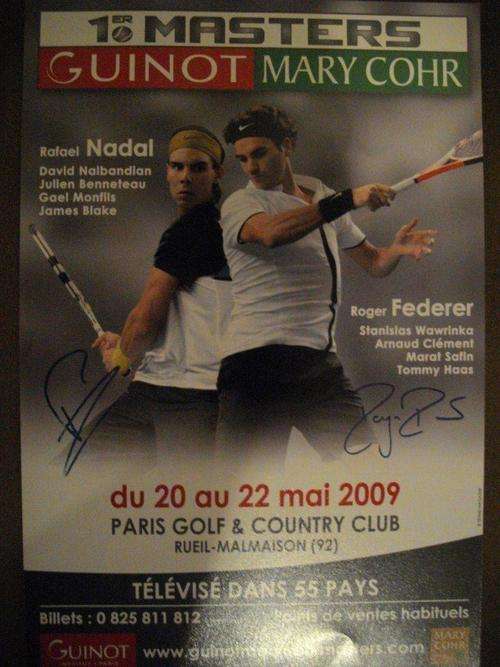 1ER MASTERS
GUINOT MARY COHR
Rafael Nadal
David Nalbandian
Julien Benneteau
Gael Monfils
James Blake
Roger Federer
Stanislas Wawrinka
Arnaud Clément
Marat Safin
Tommy Haas
du 20 au 22 mai 2009
PARIS GOLF & COUNTRY CLUB
RUEIL-MALMAISON (92)
TÉLÉVISÉ DANS 55 PAYS
Billets : 0 825 811 812 de ventes habituels
GUINOT
MARY COHR